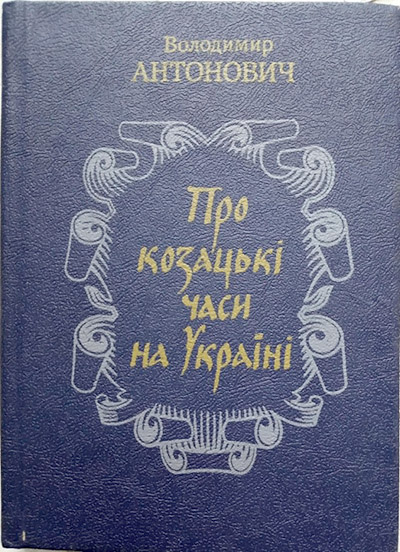 Володимир
АНТОНОВИЧ
Про
козацькі
часи
на Україні